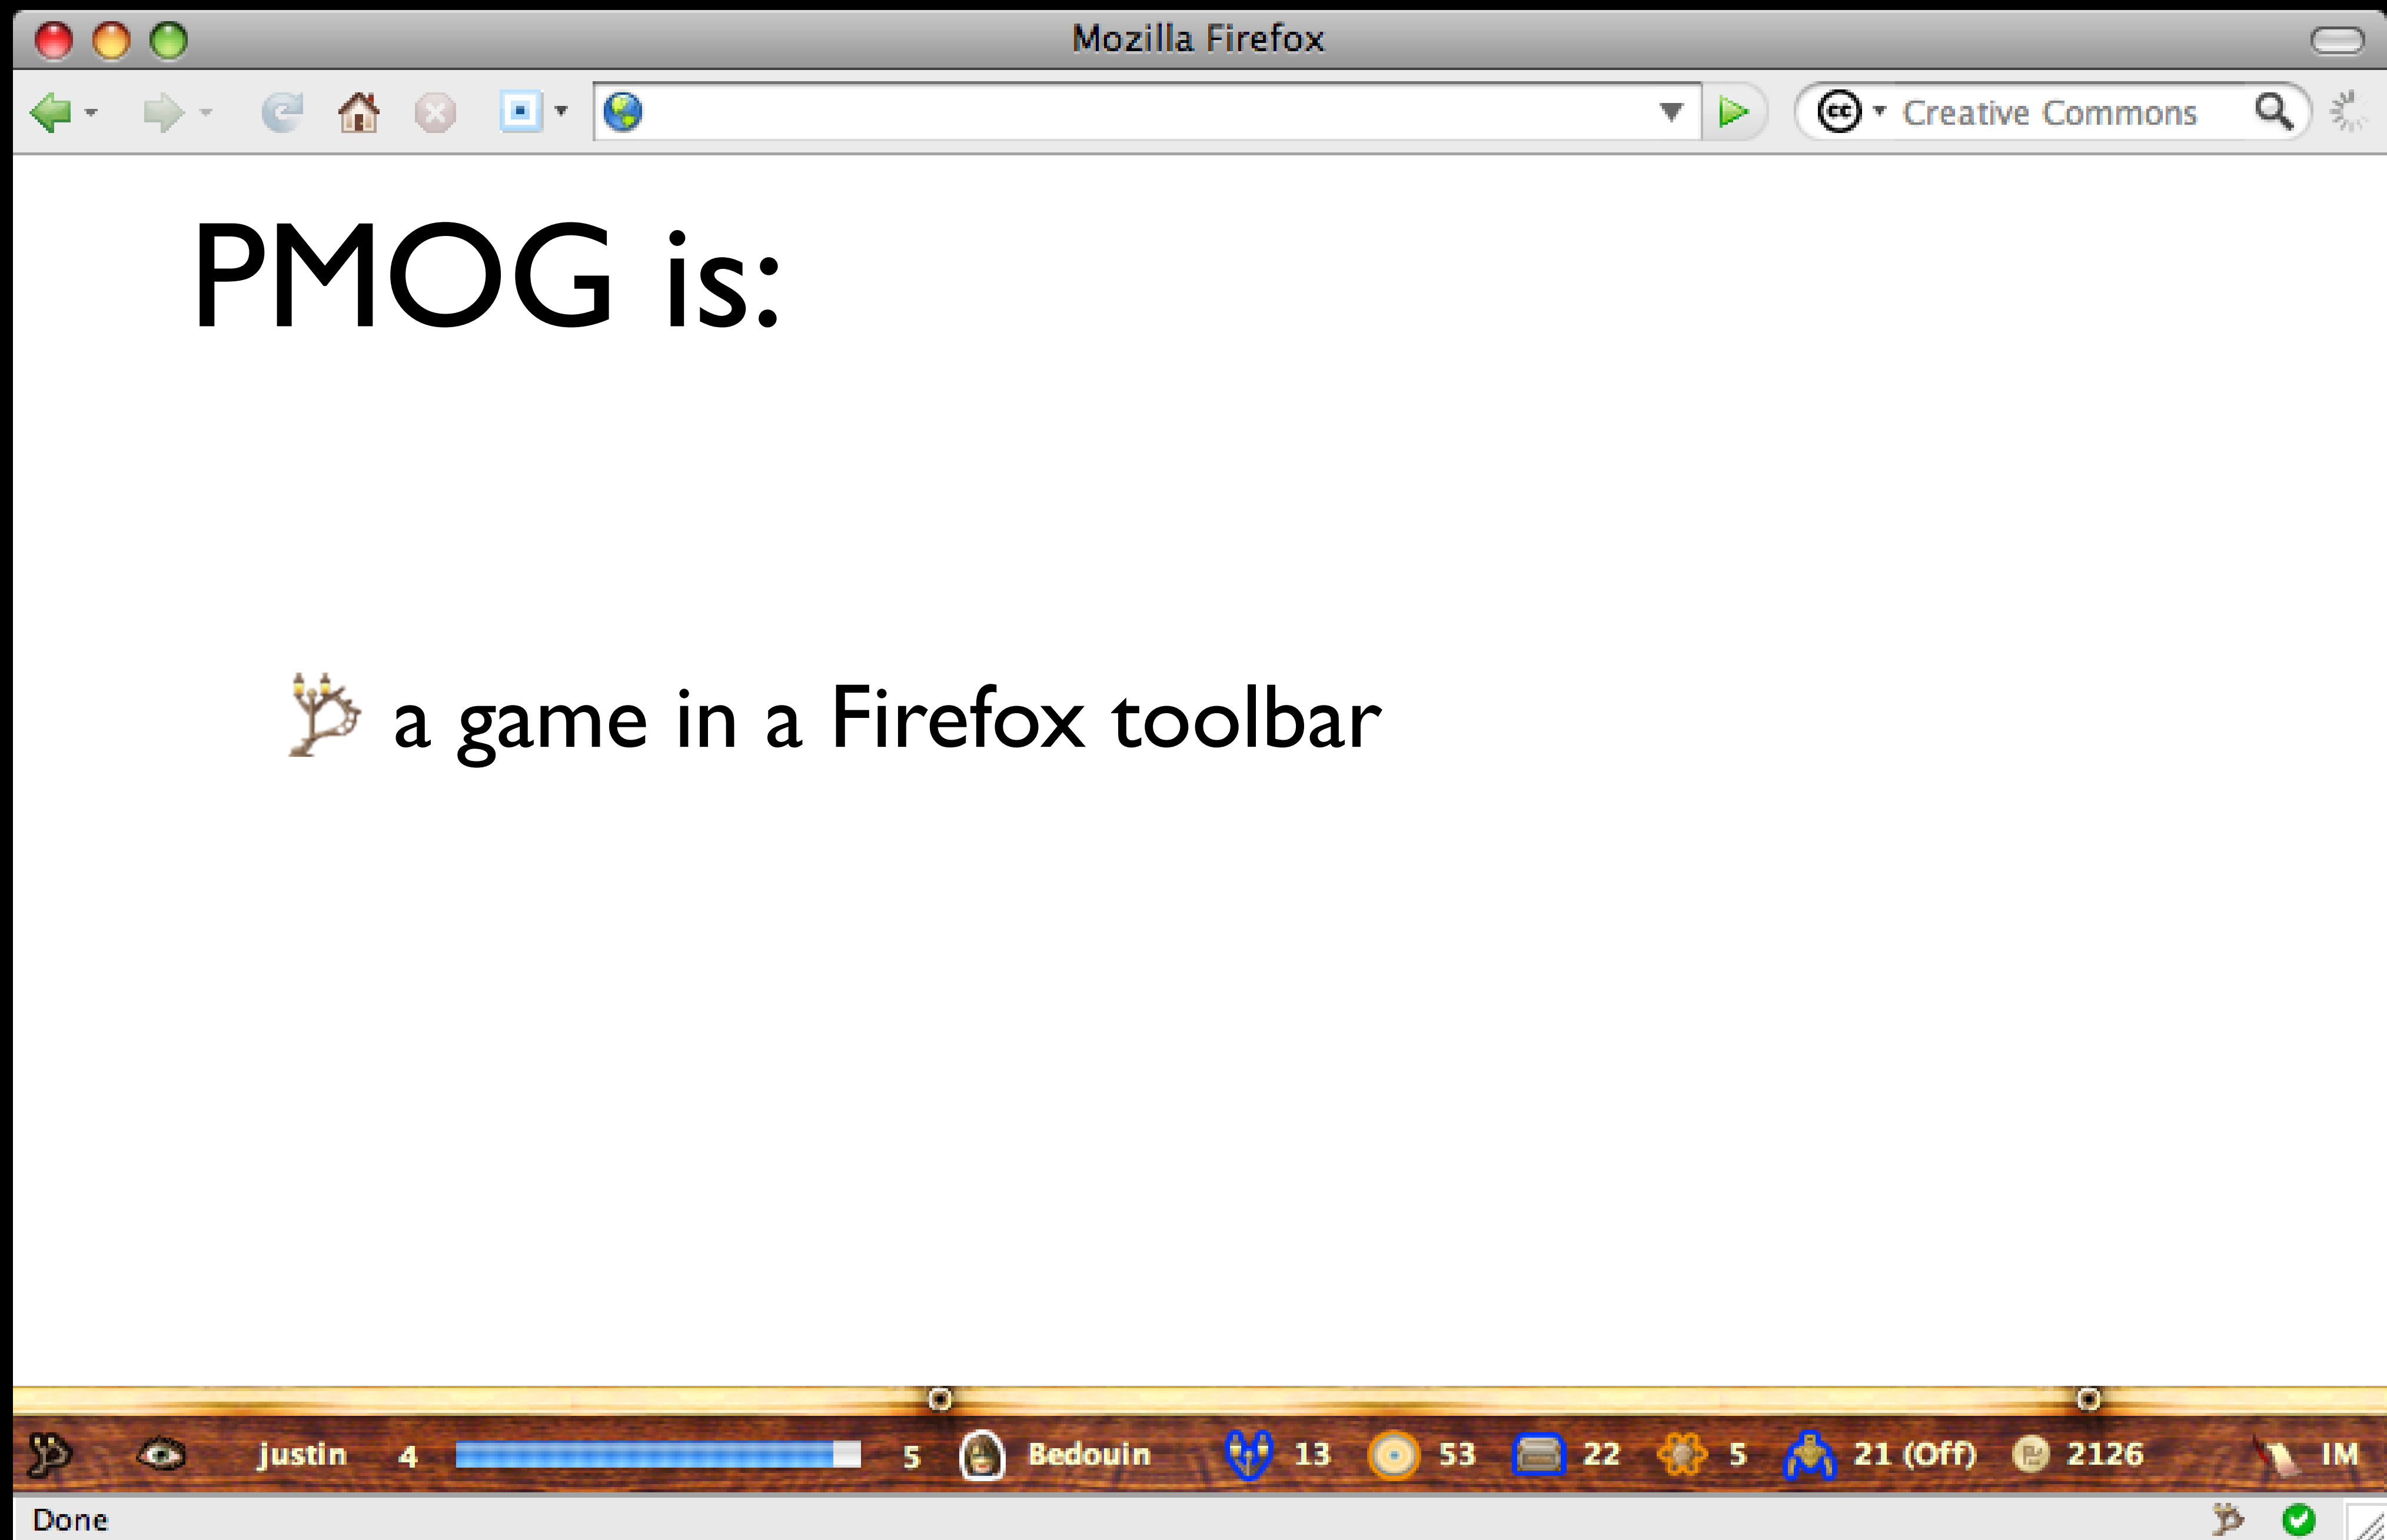 Mozilla Firefox
cc Creative Commons
PMOG is:
a game in a Firefox toolbar
justin 4 5 Bedouin 13 53 22 5 21 (Off) 2126 IM
Done